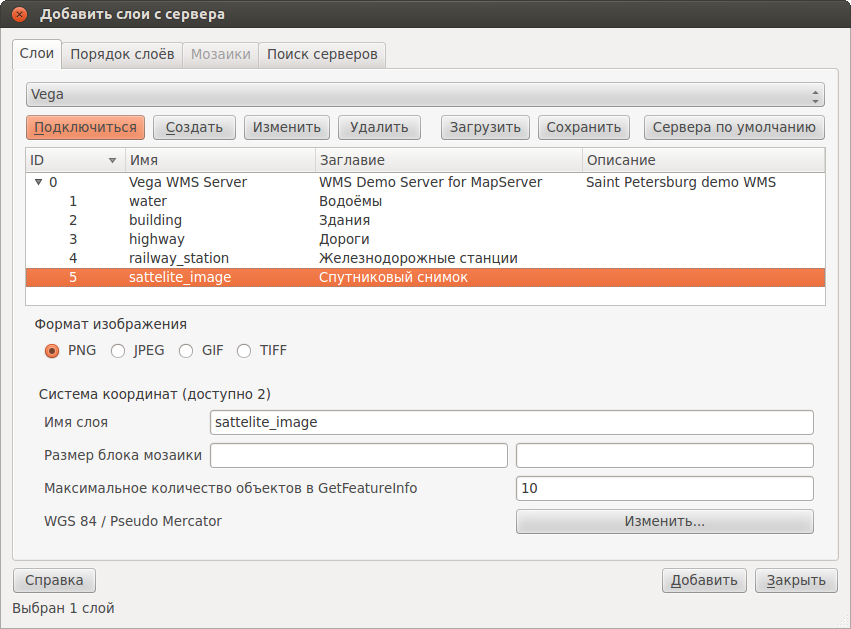 Добавить слои с сервера
Слои Порядок слоёв Мозаики Поиск серверов
Vega
Подключиться Создать Изменить Удалить Загрузить Сохранить Сервера по умолчанию
ID Имя Заглавие Описание
0 Vega WMS Server WMS Demo Server for MapServer Saint Petersburg demo WMS
1 water Водоёмы
2 building Здания
3 highway Дороги
4 railway_station Железнодорожные станции
5 sattelite_image Спутниковый снимок
Формат изображения
PNG JPEG GIF TIFF
Система координат (доступно 2)
Имя слоя sattelite_image
Размер блока мозаики
Максимальное количество объектов в GetFeatureInfo 10
WGS 84 / Pseudo Mercator Изменить...
Справка Добавить Закрыть
Выбран 1 слой